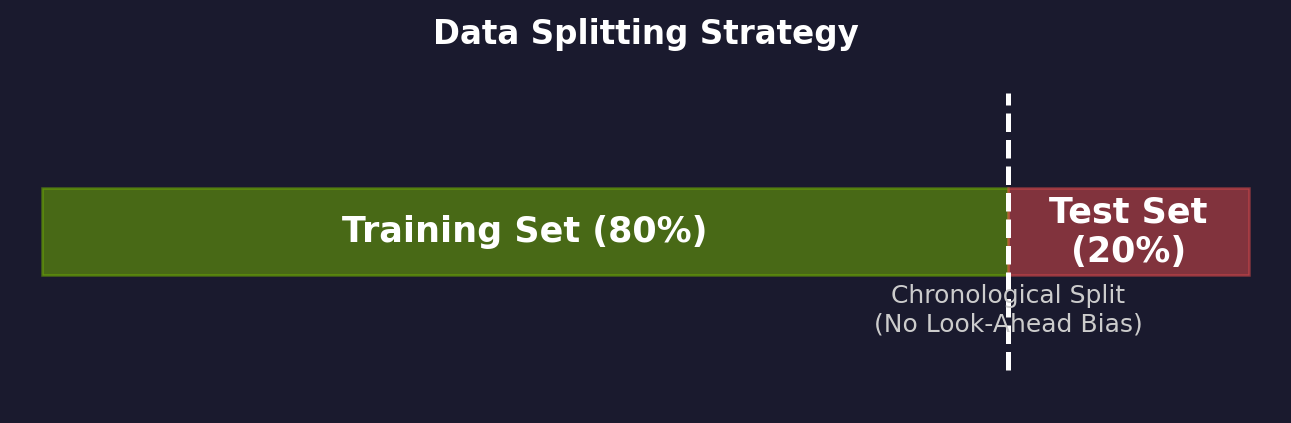 Data Splitting Strategy
Training Set (80%)
Test Set
(20%)
Chronological Split
(No Look-Ahead Bias)